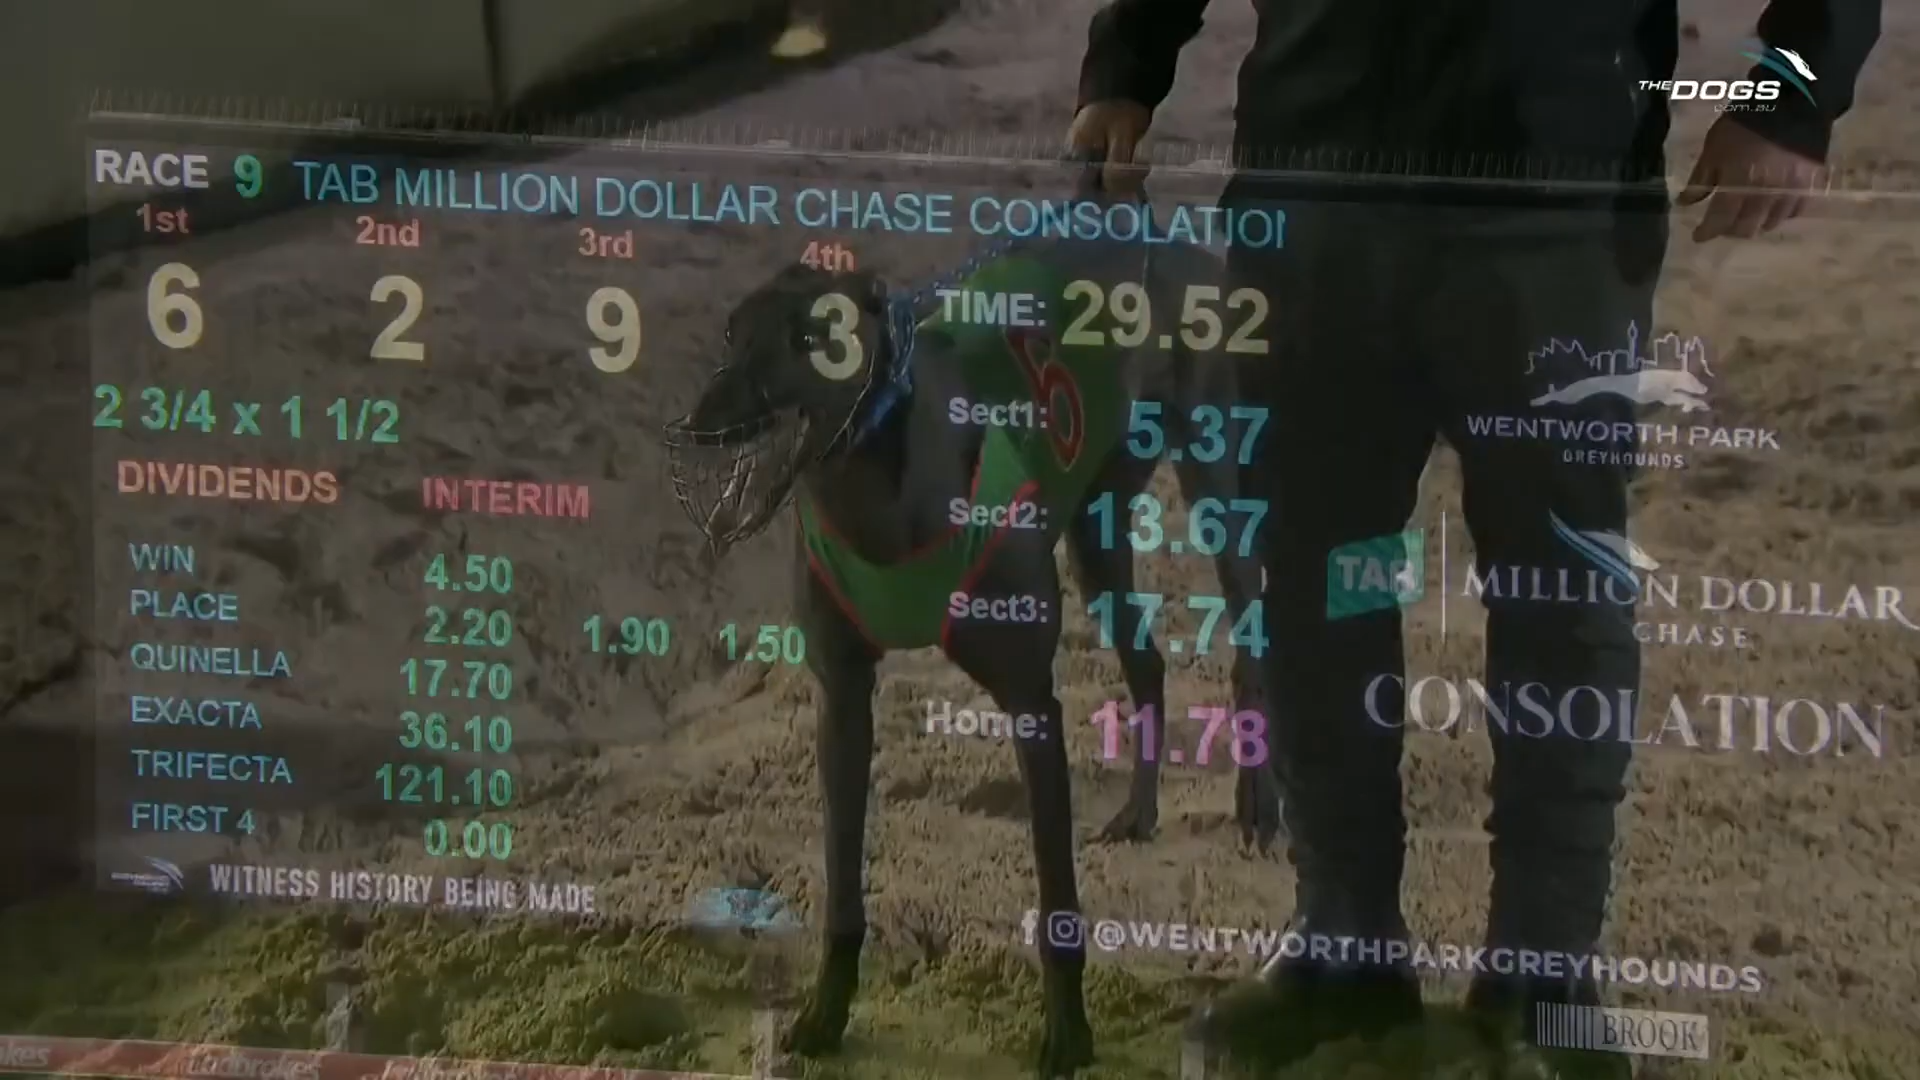 THE DOGS
com.au
RACE 9 TAB MILLION DOLLAR CHASE CONSOLATION
1st 2nd 3rd 4th
6 2 9 3
TIME: 29.52
2 3/4 x 1 1/2
Sect1: 5.37
DIVIDENDS INTERIM
Sect2: 13.67
WIN 4.50
PLACE 2.20 1.90 1.50
Sect3: 17.74
QUINELLA 17.70
EXACTA 36.10
Home: 11.78
TRIFECTA 121.10
FIRST 4 0.00
WITNESS HISTORY BEING MADE
6
WENTWORTH PARK
GREYHOUNDS
TAB MILLION DOLLAR
CHASE
CONSOLATION
@WENTWORTHPARKGREYHOUNDS
BROOK
ladbrokes